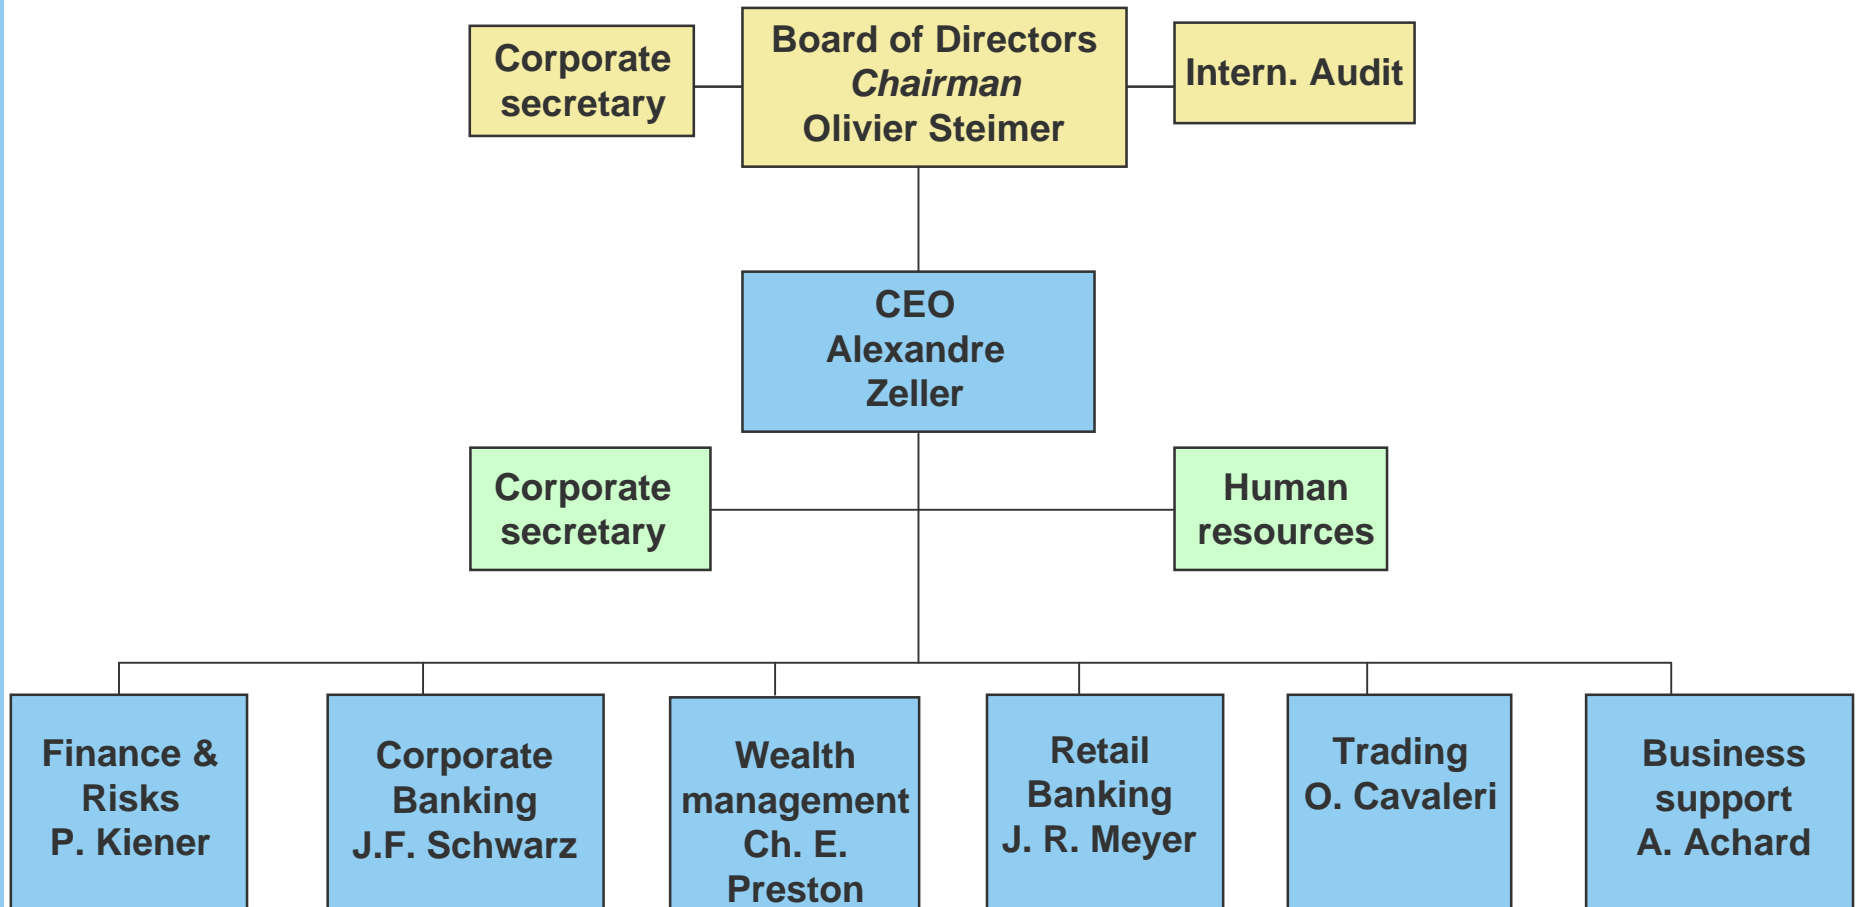 Corporate
secretary
Board of Directors
Chairman
Olivier Steimer
Intern. Audit
CEO
Alexandre
Zeller
Corporate
secretary
Human
resources
Finance &
Risks
P. Kiener
Corporate
Banking
J.F. Schwarz
Wealth
management
Ch. E.
Preston
Retail
Banking
J. R. Meyer
Trading
O. Cavaleri
Business
support
A. Achard